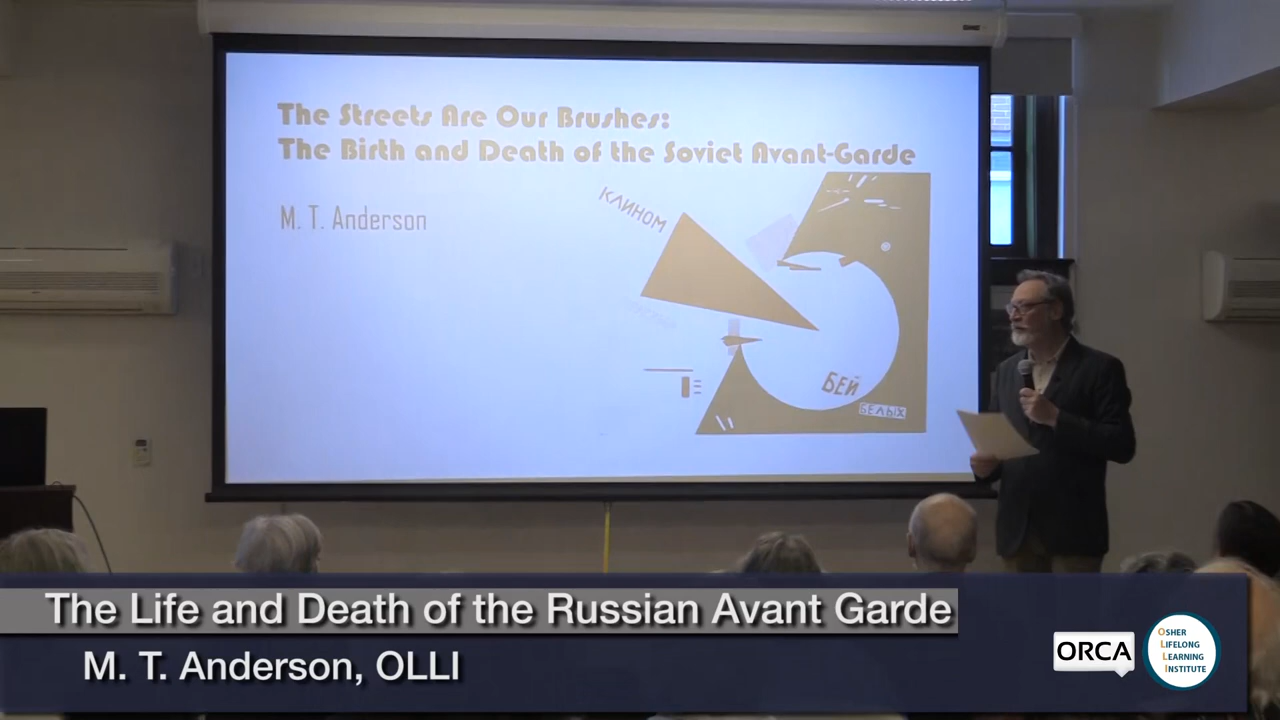 The Streets Are Our Brushes:
The Birth and Death of the Soviet Avant-Garde
M. T. Anderson
КЛИНОМ
БЕЙ
БЕЛЫХ
The Life and Death of the Russian Avant Garde
M. T. Anderson, OLLI
ORCA
OSHER
LIFELONG
LEARNING
INSTITUTE